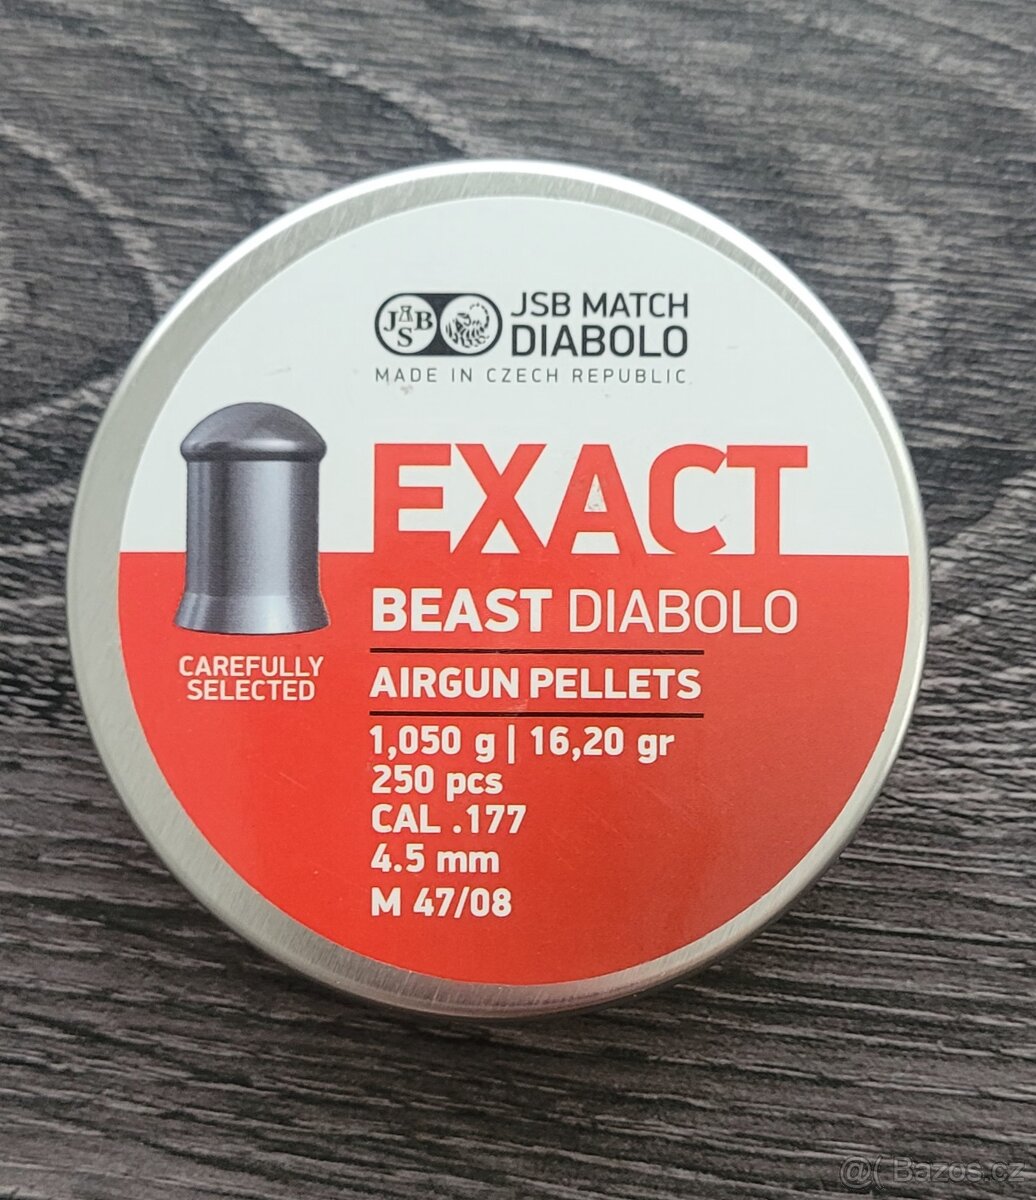 JSB
JSB MATCH
DIABOLO
MADE IN CZECH REPUBLIC
EXACT
BEAST DIABOLO
CAREFULLY
SELECTED
AIRGUN PELLETS
1,050 g | 16,20 gr
250 pcs
CAL .177
4.5 mm
M 47/08
@( Bazos.cz